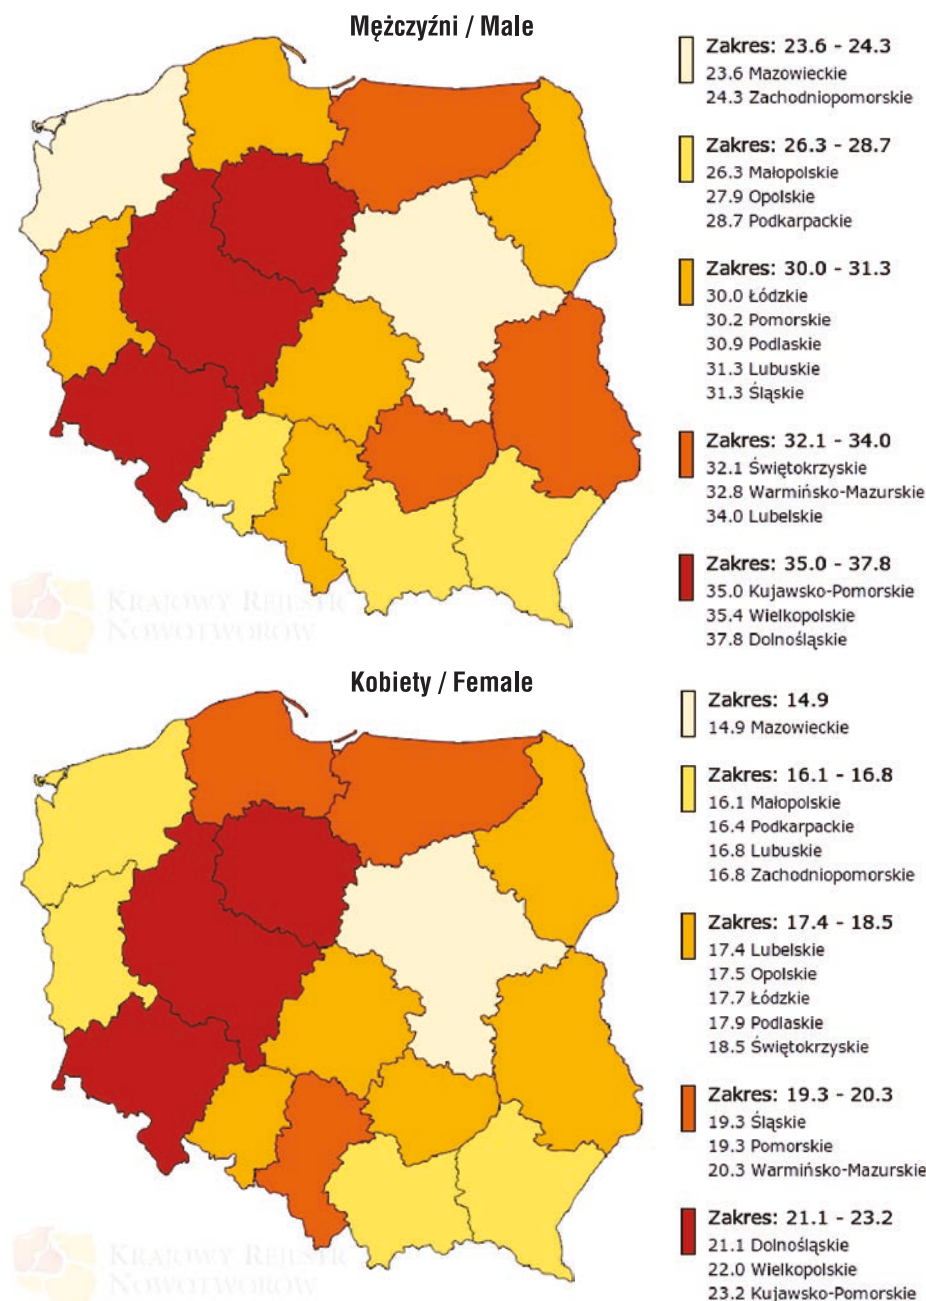 Mężczyźni / Male
Zakres: 23.6 - 24.3
23.6 Mazowieckie
24.3 Zachodniopomorskie
Zakres: 26.3 - 28.7
26.3 Małopolskie
27.9 Opolskie
28.7 Podkarpackie
Zakres: 30.0 - 31.3
30.0 Łódzkie
30.2 Pomorskie
30.9 Podlaskie
31.3 Lubuskie
31.3 Śląskie
Zakres: 32.1 - 34.0
32.1 Świętokrzyskie
32.8 Warmińsko-Mazurskie
34.0 Lubelskie
Zakres: 35.0 - 37.8
35.0 Kujawsko-Pomorskie
35.4 Wielkopolskie
37.8 Dolnośląskie
Krajowy Rejestr
Nowotworów
Kobiety / Female
Zakres: 14.9
14.9 Mazowieckie
Zakres: 16.1 - 16.8
16.1 Małopolskie
16.4 Podkarpackie
16.8 Lubuskie
16.8 Zachodniopomorskie
Zakres: 17.4 - 18.5
17.4 Lubelskie
17.5 Opolskie
17.7 Łódzkie
17.9 Podlaskie
18.5 Świętokrzyskie
Zakres: 19.3 - 20.3
19.3 Śląskie
19.3 Pomorskie
20.3 Warmińsko-Mazurskie
Zakres: 21.1 - 23.2
21.1 Dolnośląskie
22.0 Wielkopolskie
23.2 Kujawsko-Pomorskie
Krajowy Rejestr
Nowotworów